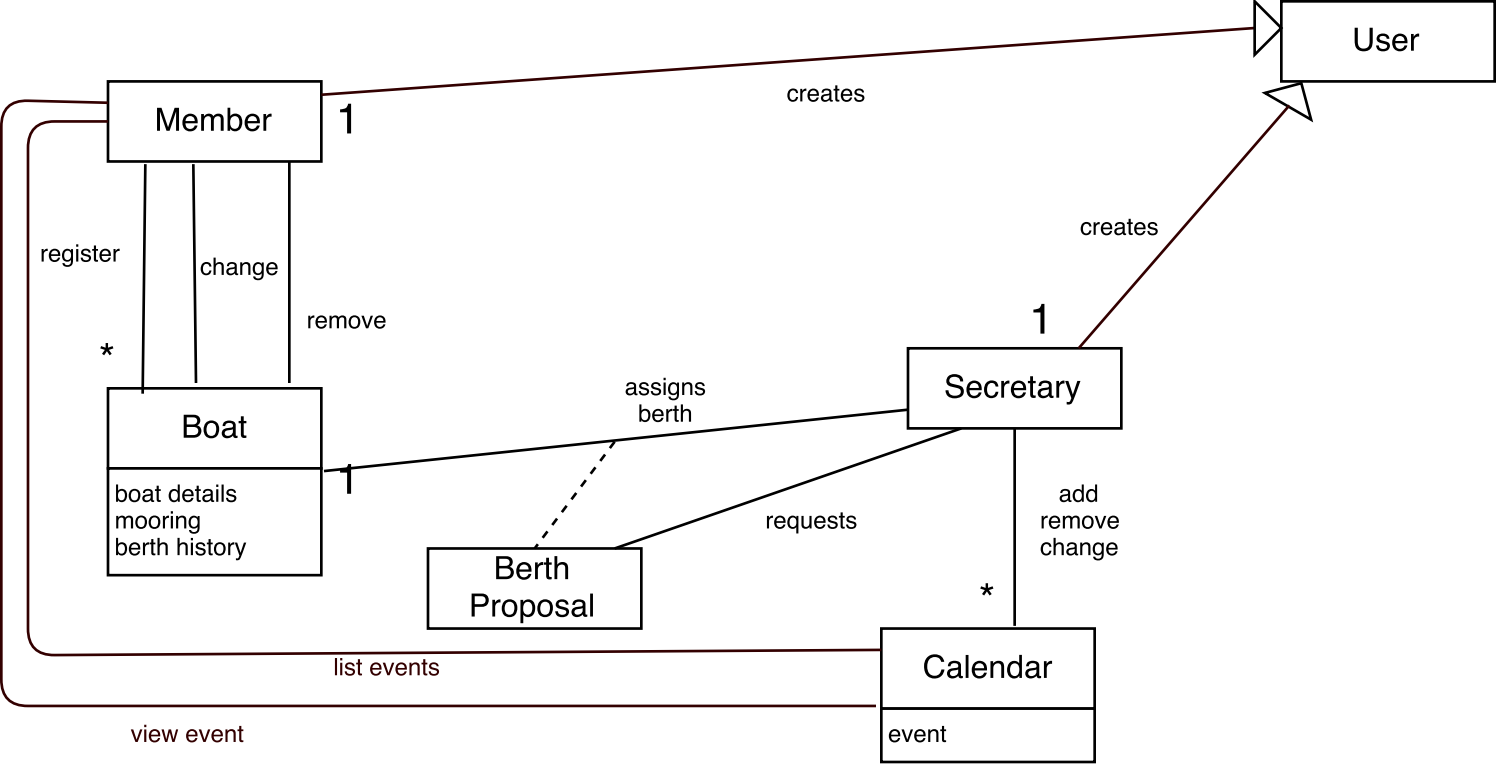 User
creates
Member
1
register
change
remove
*
creates
1
Secretary
assigns
berth
Boat
1
boat details
mooring
berth history
requests
add
remove
change
*
Berth
Proposal
Calendar
list events
view event
event